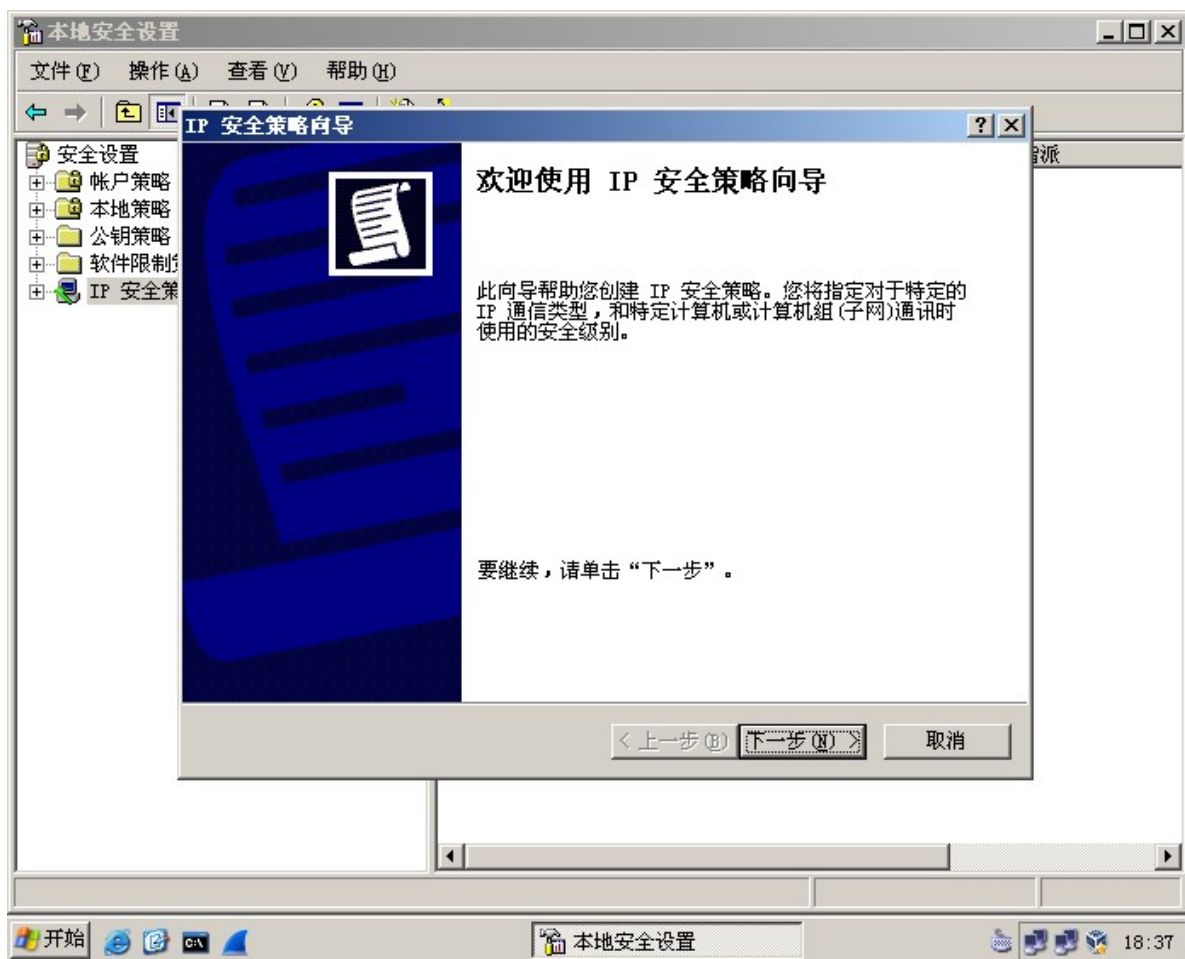 本地安全设置
文件(F) 操作(A) 查看(V) 帮助(H)
IP 安全策略向导
安全设置
帐户策略
本地策略
公钥策略
软件限制
IP 安全策
指派
欢迎使用 IP 安全策略向导
此向导帮助您创建 IP 安全策略。您将指定对于特定的
IP 通信类型，和特定计算机或计算机组(子网)通讯时
使用的安全级别。
要继续，请单击“下一步”。
< 上一步(B) 下一步(N) > 取消
开始 本地安全设置 18:37